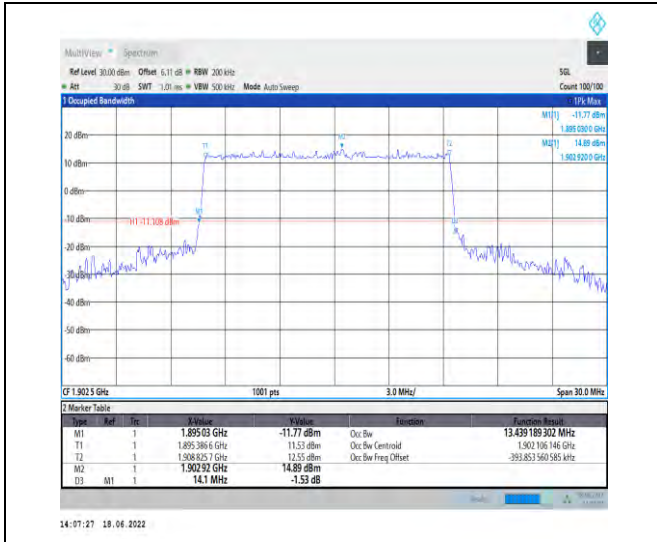 MultiView Spectrum
Ref Level 30.00 dBm Offset 6.11 dB RBW 200 kHz SGL
Att 30 dB SWT 1.01 ms VBW 500 kHz Mode Auto Sweep Count 100/100
1 Occupied Bandwidth 1Pk Max
M1[1] -11.77 dBm
1.895 030 0 GHz
M2[1] 14.89 dBm
1.902 920 0 GHz
20 dBm
T1 M2 T2
10 dBm
0 dBm
M1
-10 dBm
H1 -11.108 dBm
-20 dBm
-30 dBm
-40 dBm
-50 dBm
-60 dBm
CF 1.902 5 GHz 1001 pts 3.0 MHz/ Span 30.0 MHz
2 Marker Table
Type Ref Trc X-Value Y-Value Function Function Result
M1 1 1.895 03 GHz -11.77 dBm Occ Bw 13.439 189 302 MHz
T1 1 1.895 386 6 GHz 11.53 dBm Occ Bw Centroid 1.902 106 146 GHz
T2 1 1.908 825 7 GHz 12.55 dBm Occ Bw Freq Offset -393.853 560 585 kHz
M2 1 1.902 92 GHz 14.89 dBm
D3 M1 1 14.1 MHz -1.53 dB
14:07:27 18.06.2022